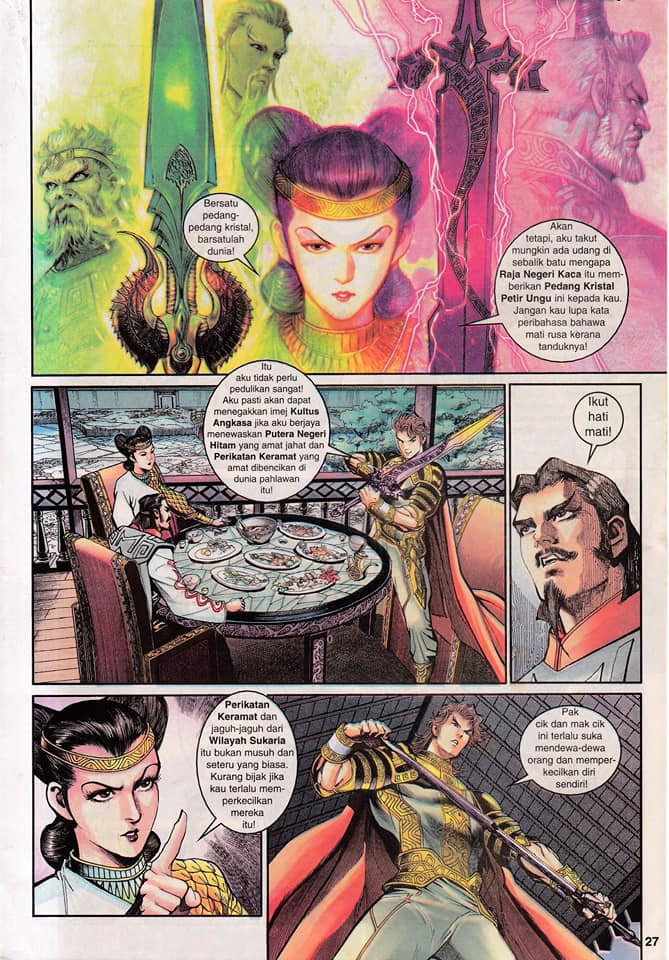 Bersatu
pedang-
pedang kristal,
barsatulah
dunia!
Akan
tetapi, aku takut
mungkin ada udang di
sebalik batu mengapa
Raja Negeri Kaca itu mem-
berikan Pedang Kristal
Petir Ungu ini kepada kau.
Jangan kau lupa kata
peribahasa bahawa
mati rusa kerana
tanduknya!
Itu
aku tidak perlu
pedulikan sangat!
Aku pasti akan dapat
menegakkan imej Kultus
Angkasa jika aku berjaya
menewaskan Putera Negeri
Hitam yang amat jahat dan
Perikatan Keramat yang
amat dibencikan di
dunia pahlawan
itu!
Ikut
hati
mati!
Perikatan
Keramat dan
jaguh-jaguh dari
Wilayah Sukaria
itu bukan musuh dan
seteru yang biasa.
Kurang bijak jika
kau terlalu mem-
perkecilkan
mereka
itu!
Pak
cik dan mak cik
ini terlalu suka
mendewa-dewa
orang dan memper-
kecilkan diri
sendiri!
27